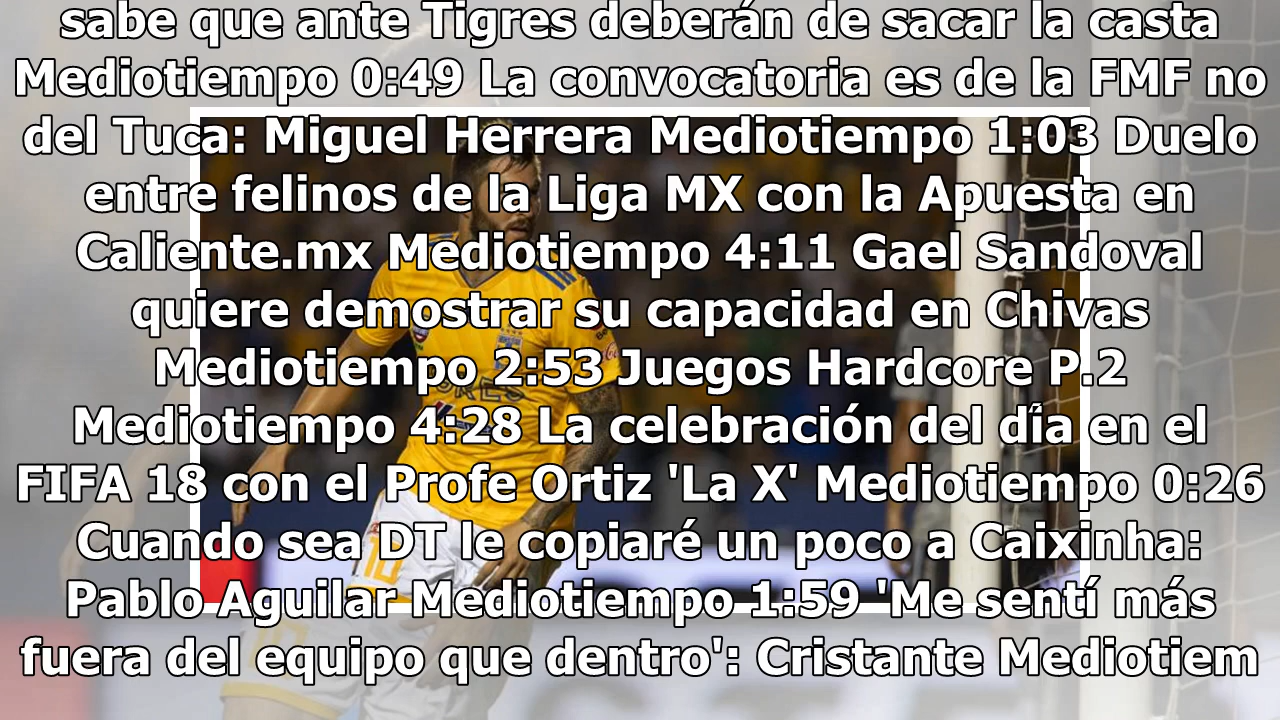 sabe que ante Tigres deberán de sacar la casta
Mediotiempo 0:49 La convocatoria es de la FMF no
del Tuca: Miguel Herrera Mediotiempo 1:03 Duelo
entre felinos de la Liga MX con la Apuesta en
Caliente.mx Mediotiempo 4:11 Gael Sandoval
quiere demostrar su capacidad en Chivas
Mediotiempo 2:53 Juegos Hardcore P.2
Mediotiempo 4:28 La celebración del día en el
FIFA 18 con el Profe Ortiz 'La X' Mediotiempo 0:26
Cuando sea DT le copiaré un poco a Caixinha:
Pablo Aguilar Mediotiempo 1:59 'Me sentí más
fuera del equipo que dentro': Cristante Mediotiem
10